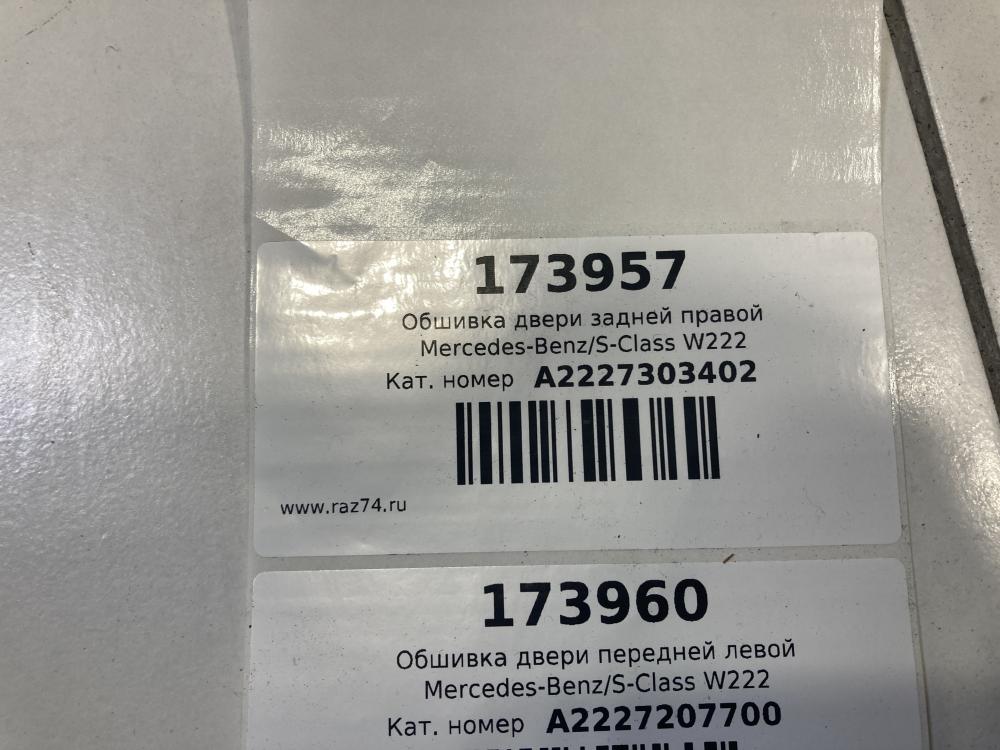 173957
Обшивка двери задней правой
Mercedes-Benz/S-Class W222
Кат. номер A2227303402
www.raz74.ru
173960
Обшивка двери передней левой
Mercedes-Benz/S-Class W222
Кат. номер A2227207700